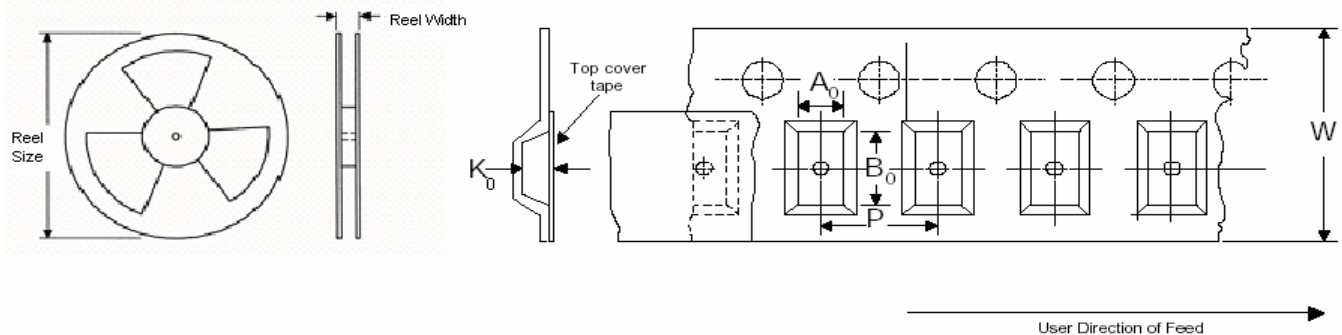 Reel Width
Reel
Size
Top cover
tape
K0
A0
B0
P
W
User Direction of Feed